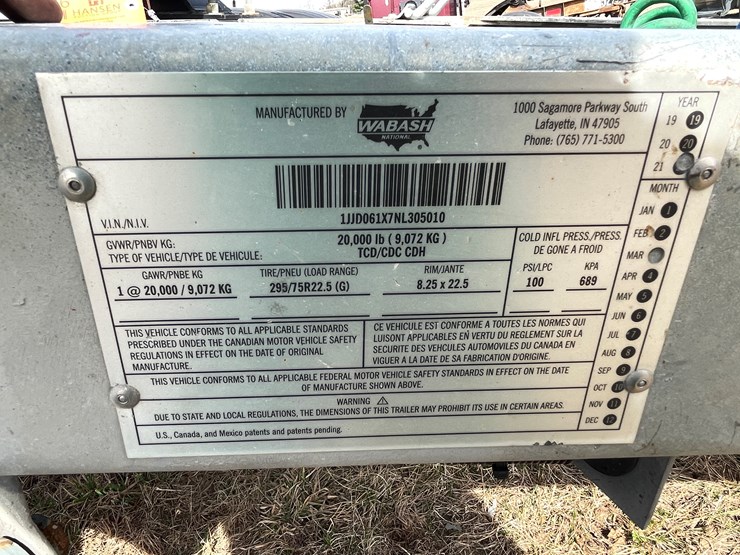 HANSEN
MANUFACTURED BY
WABASH
NATIONAL
1000 Sagamore Parkway South
Lafayette, IN 47905
Phone: (765) 771-5300
YEAR
19 19
20 20
21
MONTH
JAN 1
FEB 2
MAR
APR 4
MAY 5
JUN 6
JUL 7
AUG 8
SEP 9
OCT 10
NOV 11
DEC 12
V.I.N./N.I.V.
1JJD061X7NL305010
GVWR/PNBV KG: 20,000 lb ( 9,072 KG )
TYPE OF VEHICLE/TYPE DE VEHICULE: TCD/CDC CDH
COLD INFL PRESS./PRESS.
DE GONE A FROID
GAWR/PNBE KG TIRE/PNEU (LOAD RANGE) RIM/JANTE PSI/LPC KPA
1 @ 20,000 / 9,072 KG 295/75R22.5 (G) 8.25 x 22.5 100 689
THIS VEHICLE CONFORMS TO ALL APPLICABLE STANDARDS
PRESCRIBED UNDER THE CANADIAN MOTOR VEHICLE SAFETY
REGULATIONS IN EFFECT ON THE DATE OF ORIGINAL
MANUFACTURE.
CE VEHICULE EST CONFORME A TOUTES LES NORMES QUI
LUISONT APPLICABLES EN VERTU DU REGLEMENT SUR LA
SECURITE DES VEHCULES AUTOMOVILES DU CANADA EN
VIGUER A LA DATE DE SA FABRICATION D'ORIGINE.
THIS VEHICLE CONFORMS TO ALL APPLICABLE FEDERAL MOTOR VEHICLE SAFETY STANDARDS IN EFFECT ON THE DATE
OF MANUFACTURE SHOWN ABOVE.
WARNING ⚠
DUE TO STATE AND LOCAL REGULATIONS, THE DIMENSIONS OF THIS TRAILER MAY PROHIBIT ITS USE IN CERTAIN AREAS.
U.S., Canada, and Mexico patents and patents pending.